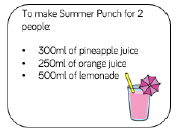 To make Summer Punch for 2
people:
• 300ml of pineapple juice
• 250ml of orange juice
• 500ml of lemonade